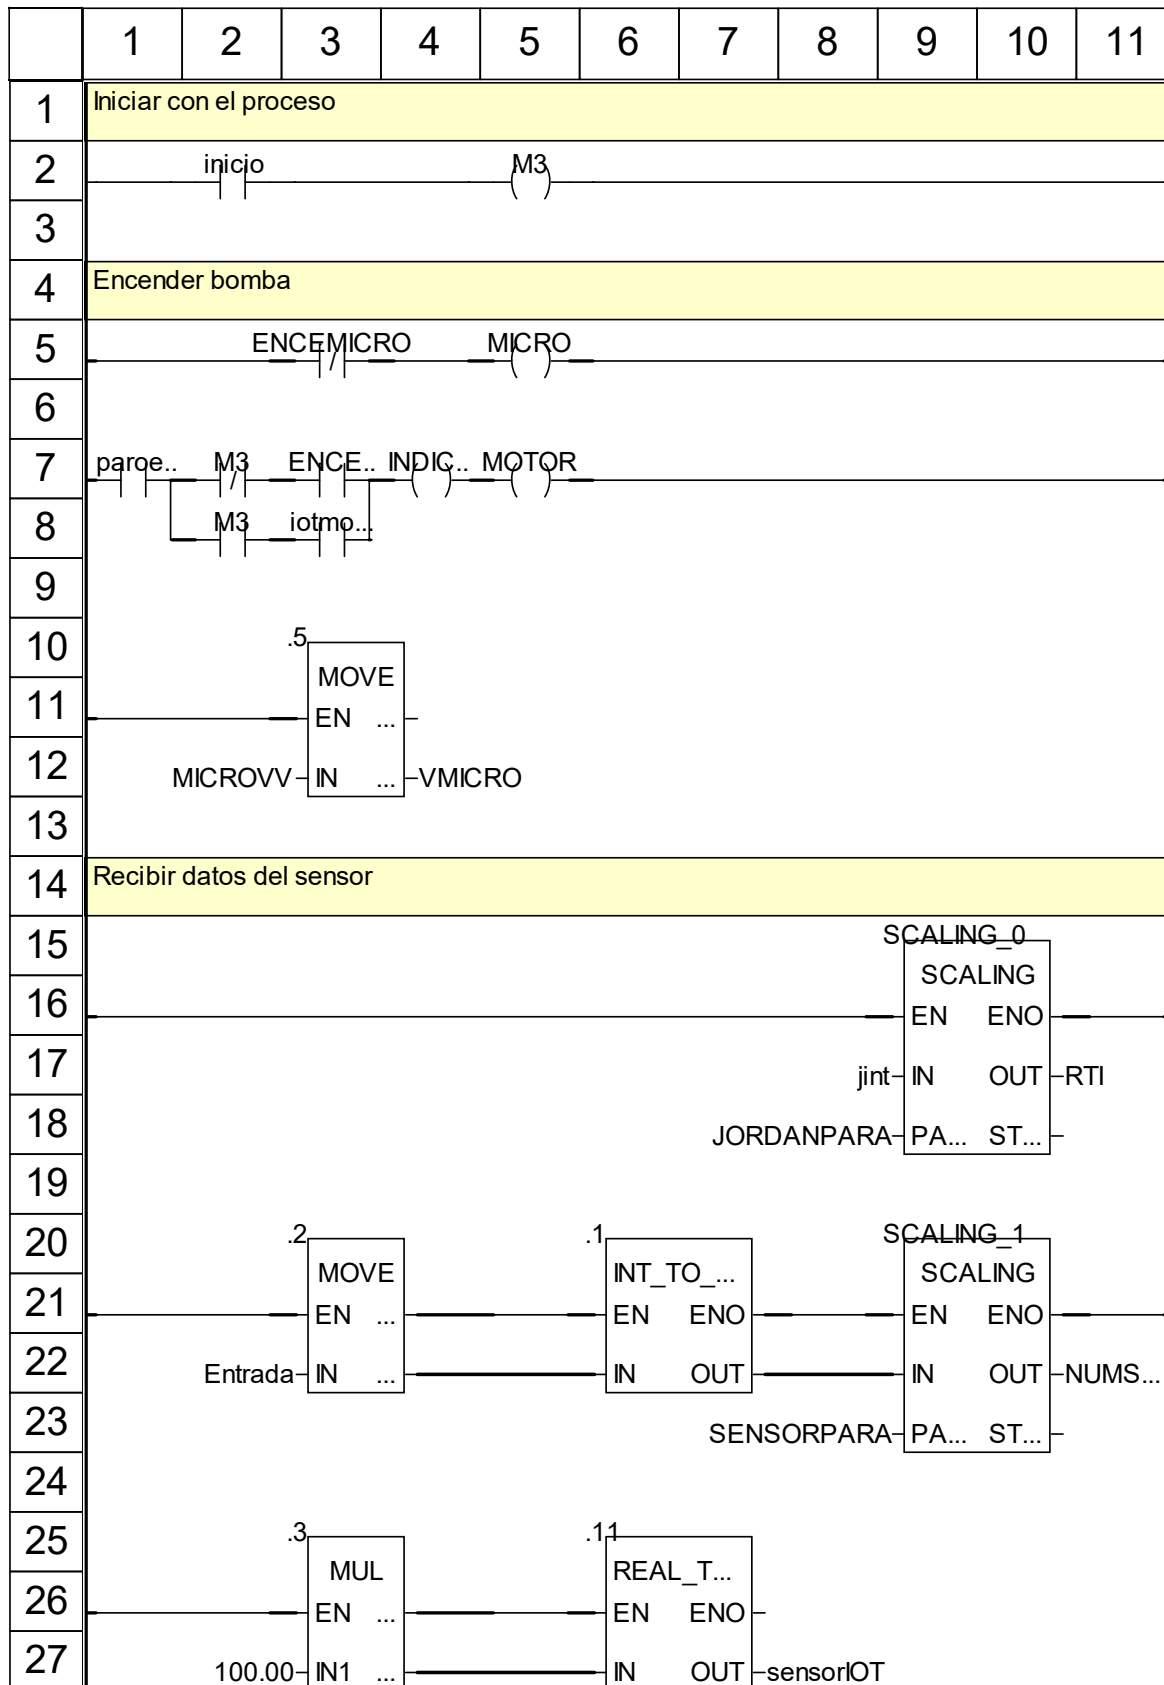 1 2 3 4 5 6 7 8 9 10 11
1 Iniciar con el proceso
2 inicio M3
3
4 Encender bomba
5 ENCEMICRO MICRO
6
7 paroe.. M3 ENCE.. INDIC.. MOTOR
8 M3 iotmo..
9
10 .5
MOVE
11 EN ...
12 MICROVV IN ... VMICRO
13
14 Recibir datos del sensor
15 SCALING_0
SCALING
16 EN ENO
17 jint IN OUT RTI
18 JORDANPARA PA... ST...
19
20 .2 .1 SCALING_1
MOVE INT_TO_... SCALING
21 EN ... EN ENO EN ENO
22 Entrada IN ... IN OUT IN OUT NUMS...
23 SENSORPARA PA... ST...
24
25 .3 .11
MUL REAL_T...
26 EN ... EN ENO
27 100.00 IN1 ... IN OUT sensorIOT